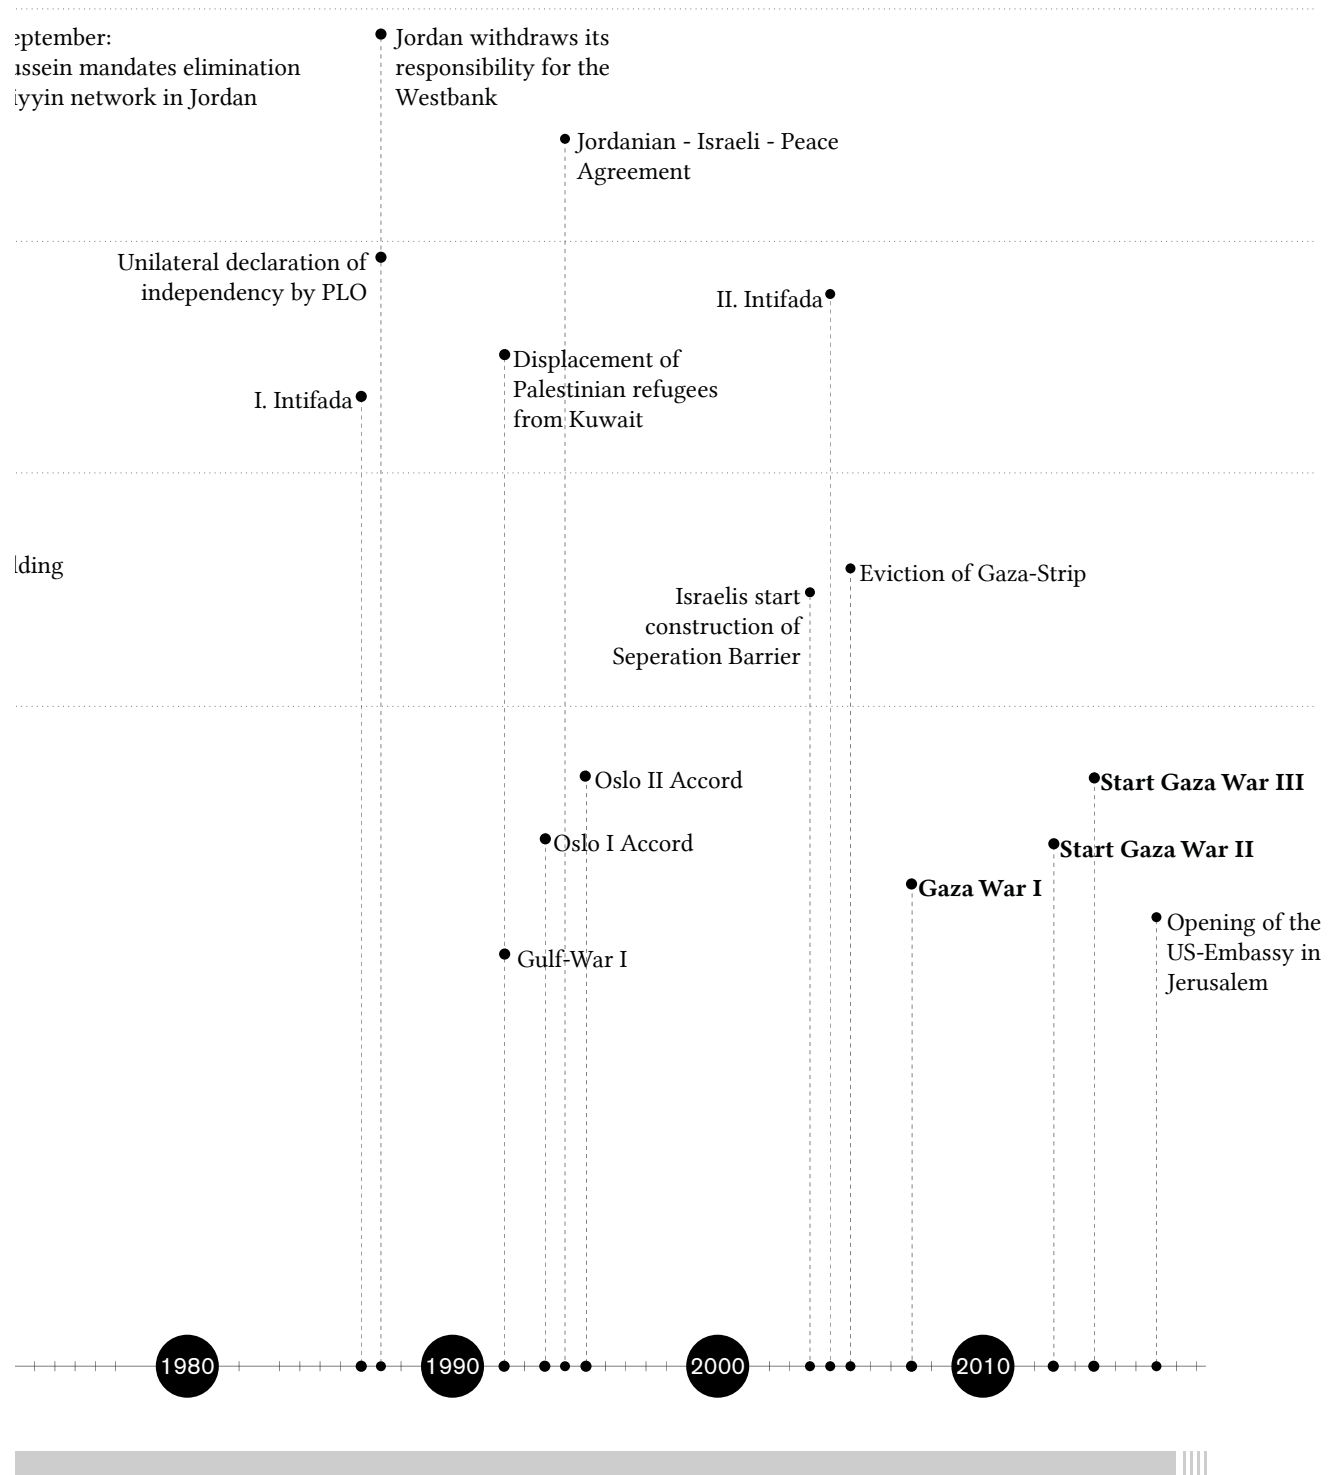 eptember:
ussein mandates elimination
iyyin network in Jordan
Jordan withdraws its
responsibility for the
Westbank
Jordanian - Israeli - Peace
Agreement
Unilateral declaration of
independency by PLO
II. Intifada
Displacement of
Palestinian refugees
from Kuwait
I. Intifada
lding
Eviction of Gaza-Strip
Israelis start
construction of
Seperation Barrier
Oslo II Accord
Start Gaza War III
Oslo I Accord
Start Gaza War II
Gaza War I
Opening of the
US-Embassy in
Jerusalem
Gulf-War I
1980
1990
2000
2010